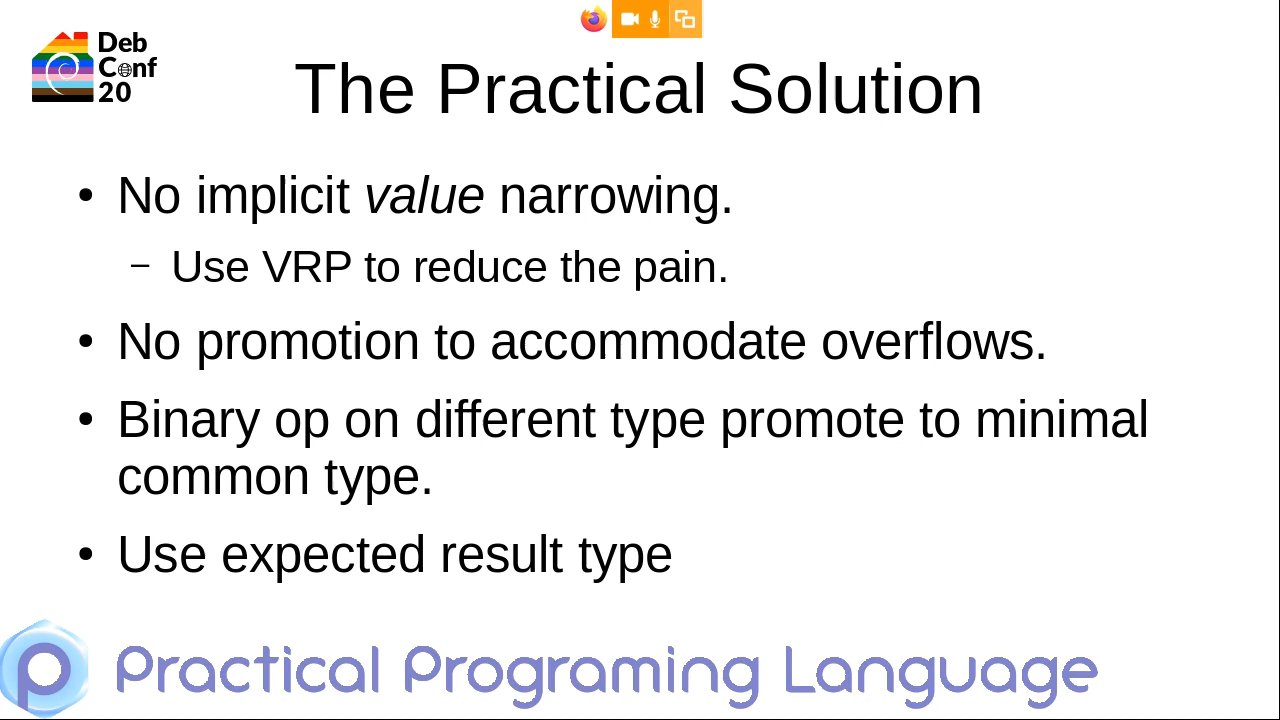 Deb
Conf
20
The Practical Solution
• No implicit value narrowing.
– Use VRP to reduce the pain.
• No promotion to accommodate overflows.
• Binary op on different type promote to minimal
common type.
• Use expected result type
Practical Programing Language